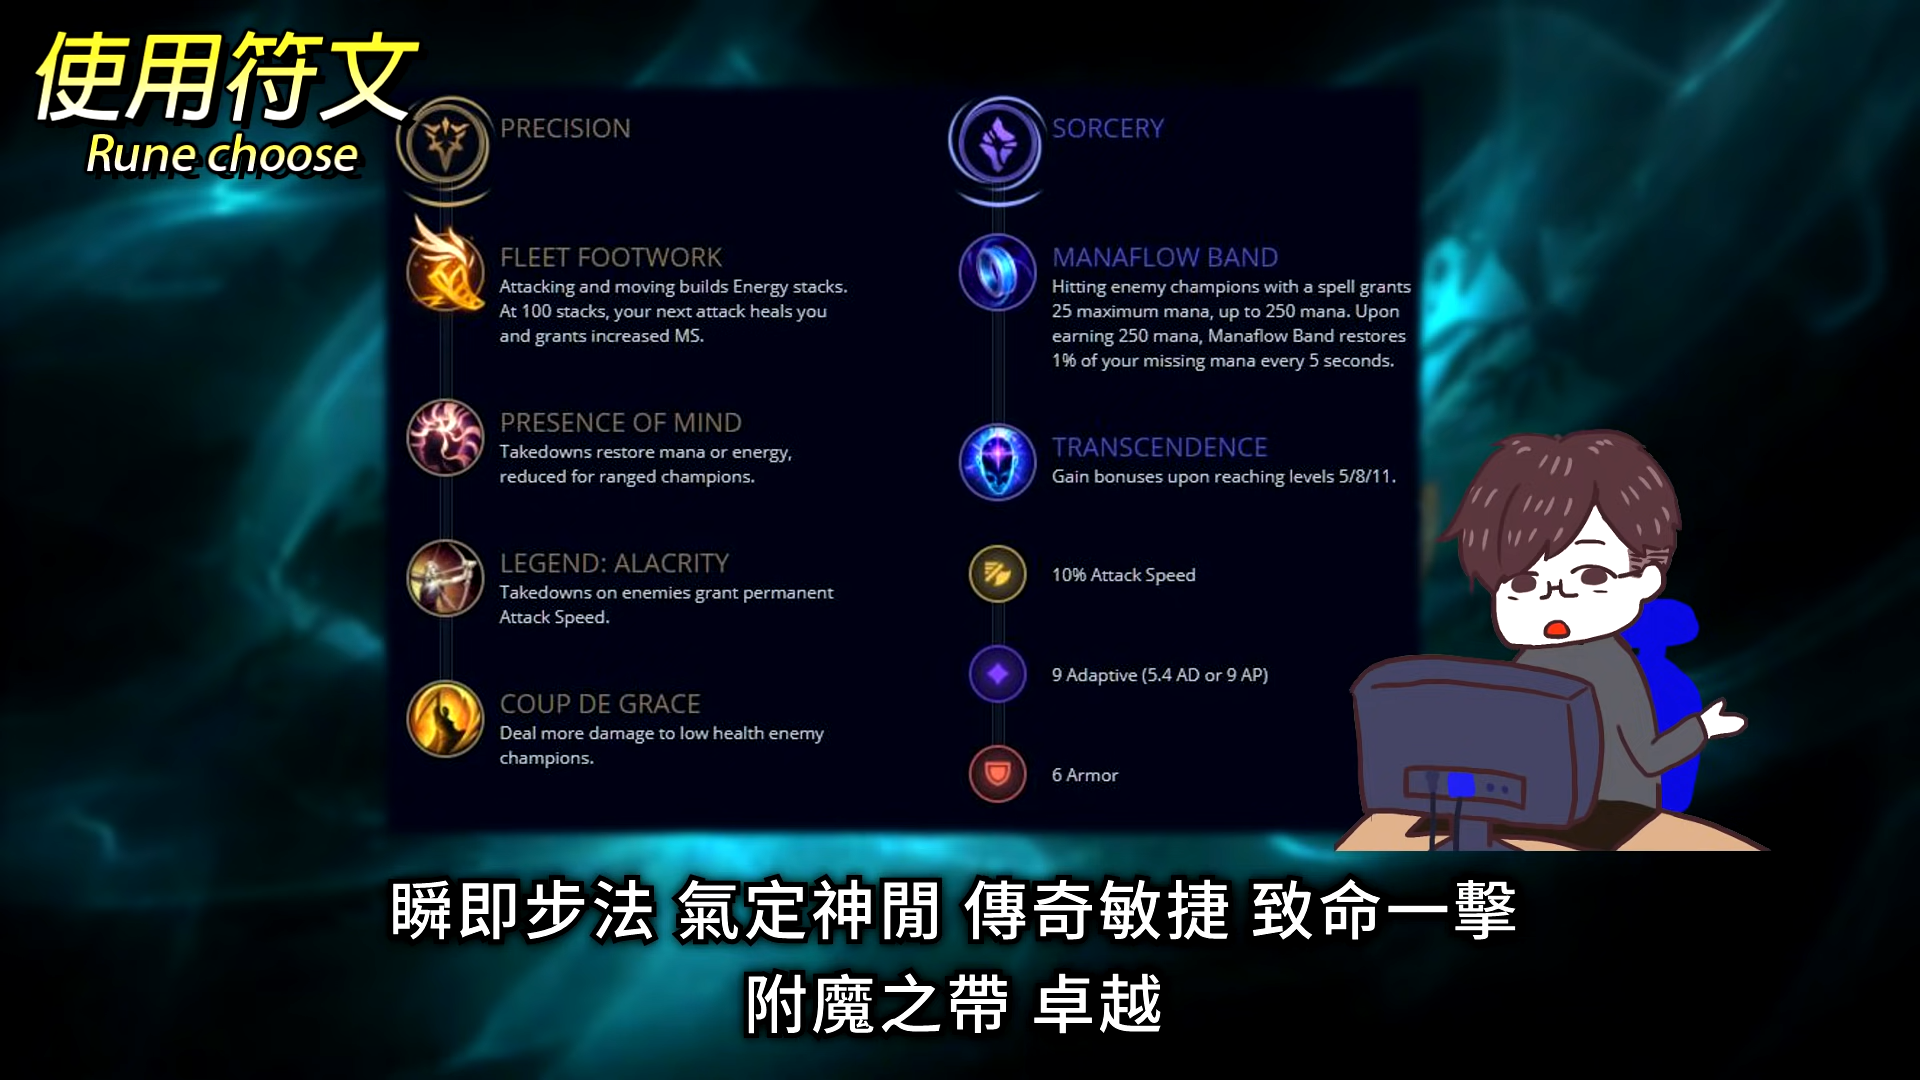 使用符文
Rune choose
PRECISION
FLEET FOOTWORK
Attacking and moving builds Energy stacks.
At 100 stacks, your next attack heals you
and grants increased MS.
PRESENCE OF MIND
Takedowns restore mana or energy,
reduced for ranged champions.
LEGEND: ALACRITY
Takedowns on enemies grant permanent
Attack Speed.
COUP DE GRACE
Deal more damage to low health enemy
champions.
SORCERY
MANAFLOW BAND
Hitting enemy champions with a spell grants
25 maximum mana, up to 250 mana. Upon
earning 250 mana, Manaflow Band restores
1% of your missing mana every 5 seconds.
TRANSCENDENCE
Gain bonuses upon reaching levels 5/8/11.
10% Attack Speed
9 Adaptive (5.4 AD or 9 AP)
6 Armor
瞬即步法 氣定神閒 傳奇敏捷 致命一擊
附魔之帶 卓越